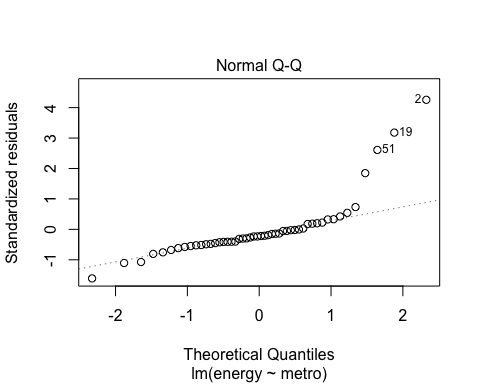 Normal Q-Q
Standardized residuals
4
3
2
1
0
-1
2
19
51
-2 -1 0 1 2
Theoretical Quantiles
lm(energy ~ metro)